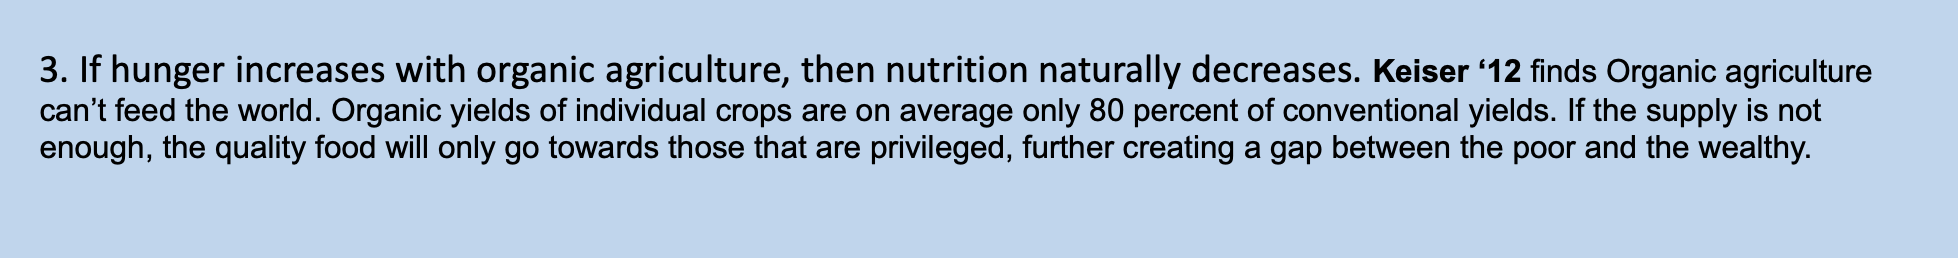 3. If hunger increases with organic agriculture, then nutrition naturally decreases. Keiser ‘12 finds Organic agriculture
can’t feed the world. Organic yields of individual crops are on average only 80 percent of conventional yields. If the supply is not
enough, the quality food will only go towards those that are privileged, further creating a gap between the poor and the wealthy.